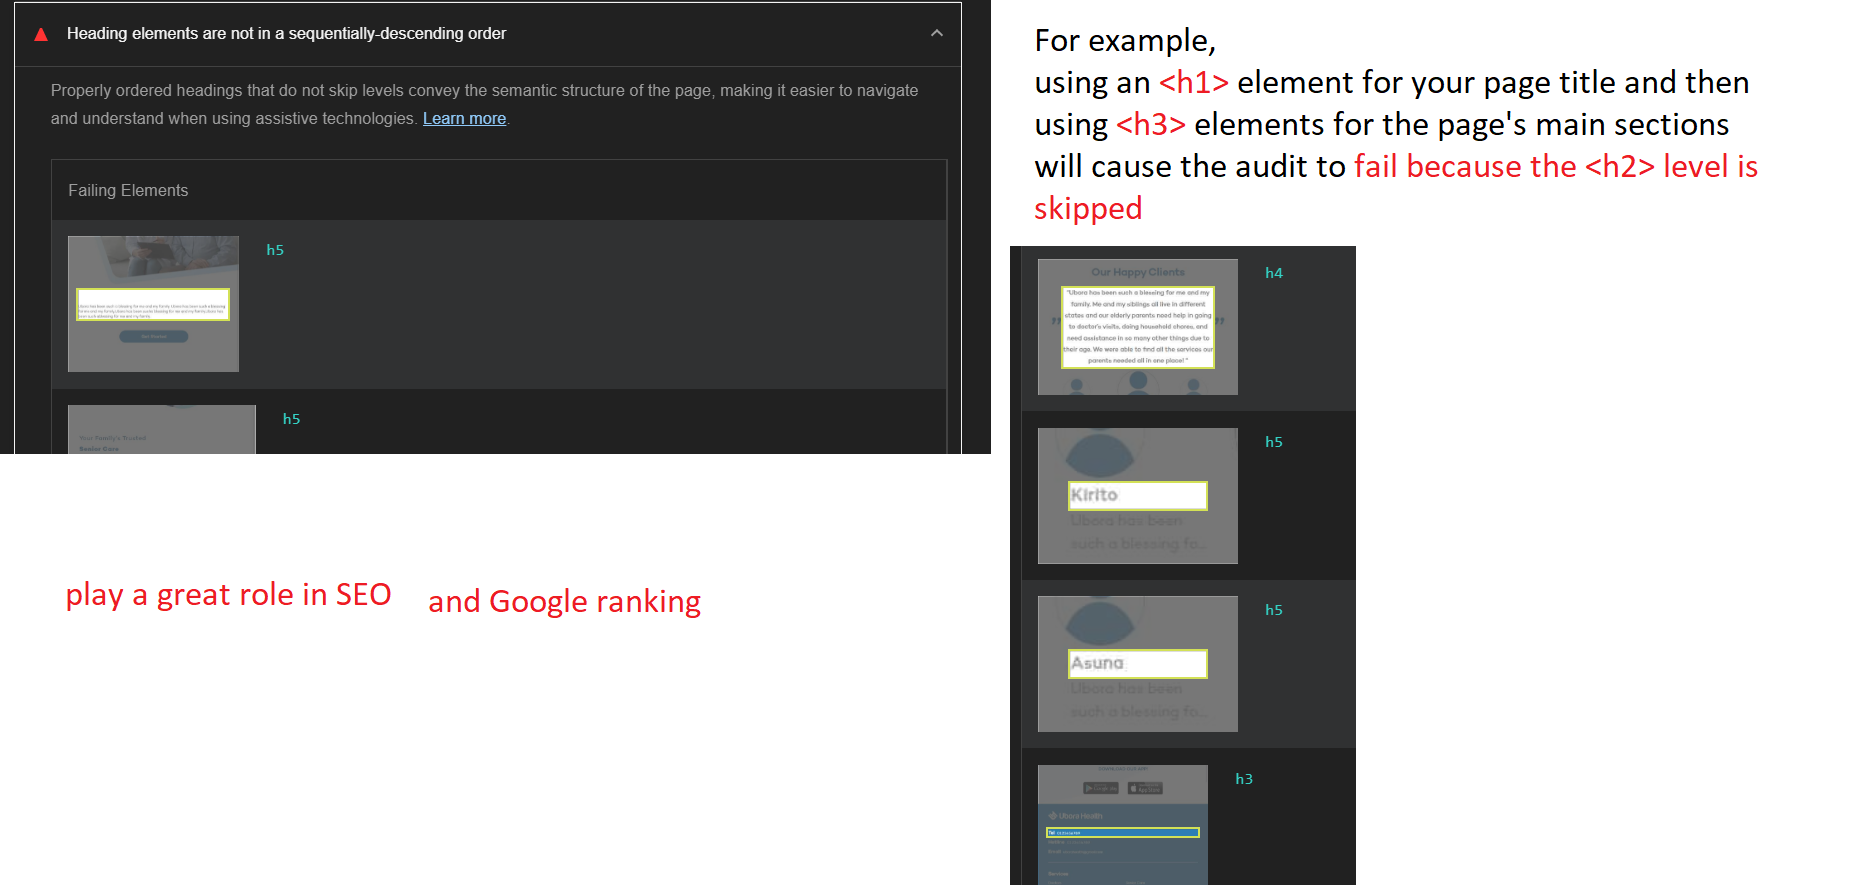 Heading elements are not in a sequentially-descending order
Properly ordered headings that do not skip levels convey the semantic structure of the page, making it easier to navigate
and understand when using assistive technologies. Learn more.
Failing Elements
h5
h5
Your Family's Trusted
Senior Care
play a great role in SEO
and Google ranking
For example,
using an <h1> element for your page title and then
using <h3> elements for the page's main sections
will cause the audit to fail because the <h2> level is
skipped
Our Happy Clients
h4
"Ubora has been such a blessing for me and my
family. Me and my siblings all live in different
states and our elderly parents need help in going
to doctor's visits, doing household chores, and
need assistance in so many other things due to
their age. We were able to find all the services our
parents needed all in one place! "
h5
Kirito
Ubora has been
such a blessing fo...
h5
Asuna
Ubora has been
such a blessing fo...
h3
Ubora Health
Services